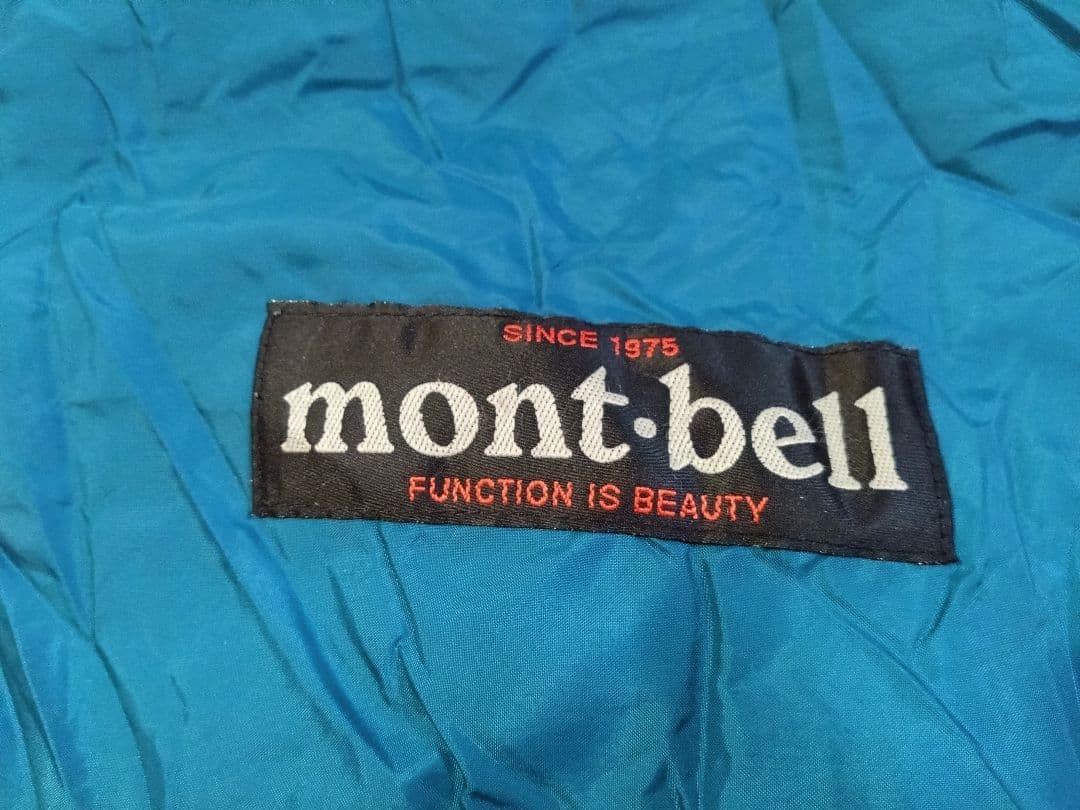 SINCE 1975
mont·bell
FUNCTION IS BEAUTY